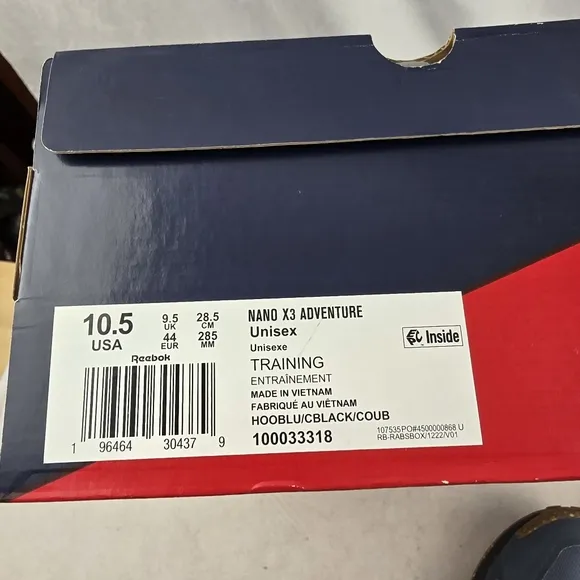 10.5
USA
9.5
UK
28.5
CM
44
EUR
285
MM
Reebok
1 96464 30437 9
NANO X3 ADVENTURE
Unisex
Unisexe
TRAINING
ENTRAÎNEMENT
MADE IN VIETNAM
FABRIQUÉ AU VIÊTNAM
HOOBLU/CBLACK/COUB
100033318
Inside
107535PO#4500000868 U
RB-RABSBOX/1222/V01